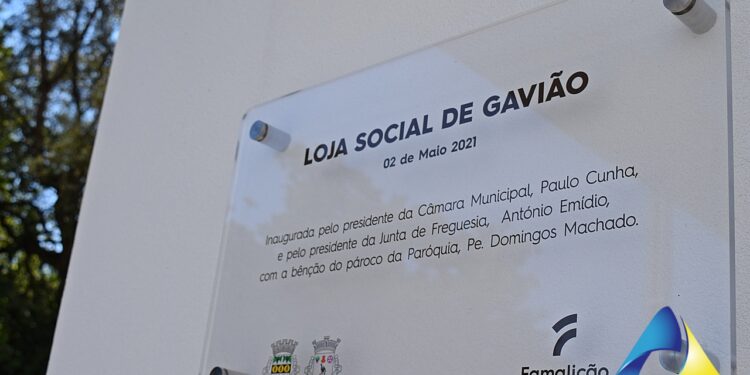 LOJA SOCIAL DE GAVIÃO
02 de Maio 2021
Inaugurada pelo presidente da Câmara Municipal, Paulo Cunha,
e pelo presidente da Junta de Freguesia, António Emídio,
com a bênção do pároco da Paróquia, Pe. Domingos Machado.
Famalicão